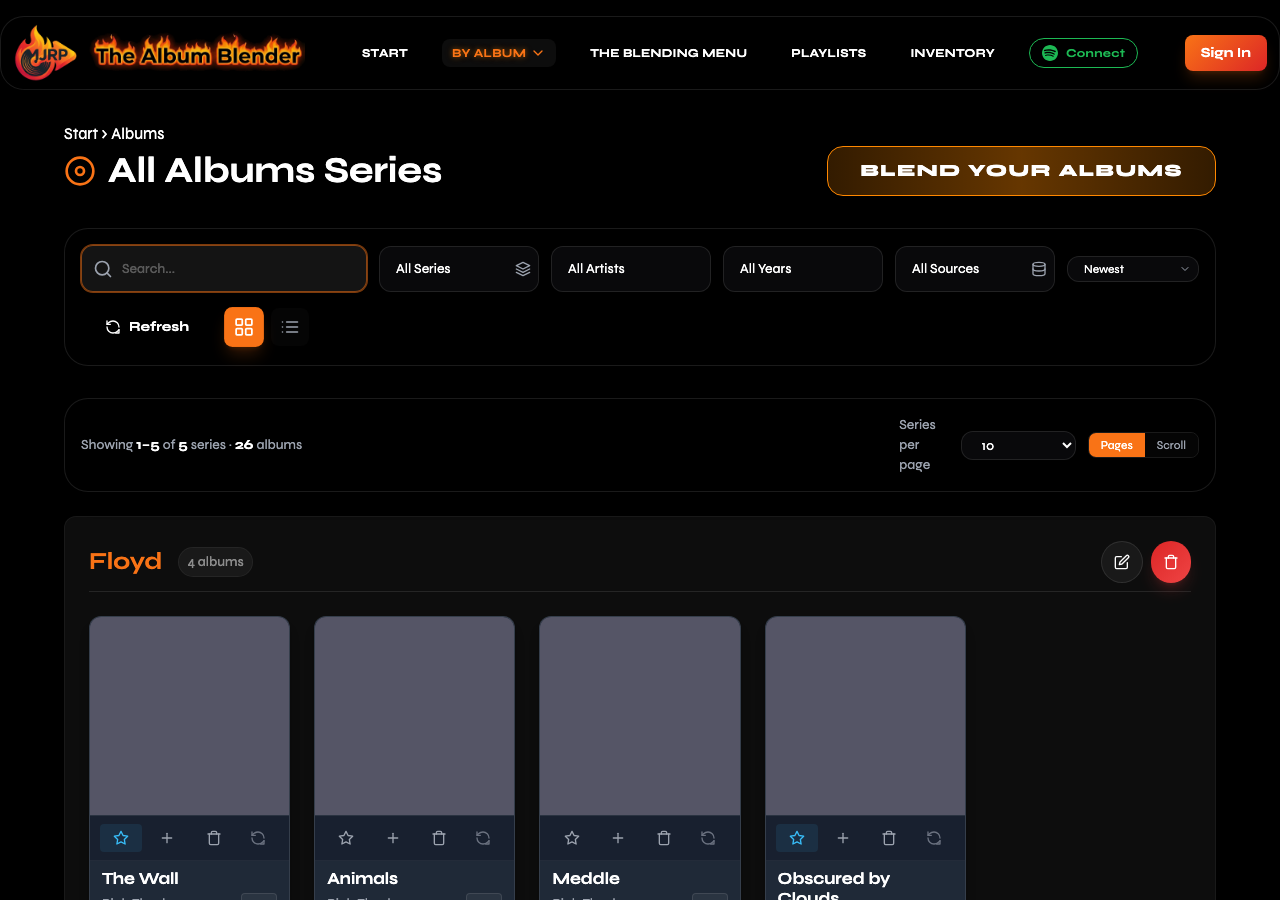 JRP The Album Blender START BY ALBUM THE BLENDING MENU PLAYLISTS INVENTORY Connect Sign In
Start › Albums
All Albums Series BLEND YOUR ALBUMS
Search... All Series All Artists All Years All Sources Newest
Refresh
Showing 1–5 of 5 series · 26 albums
Series per page
10 Pages Scroll
Floyd 4 albums
The Wall Animals Meddle Obscured by Clouds